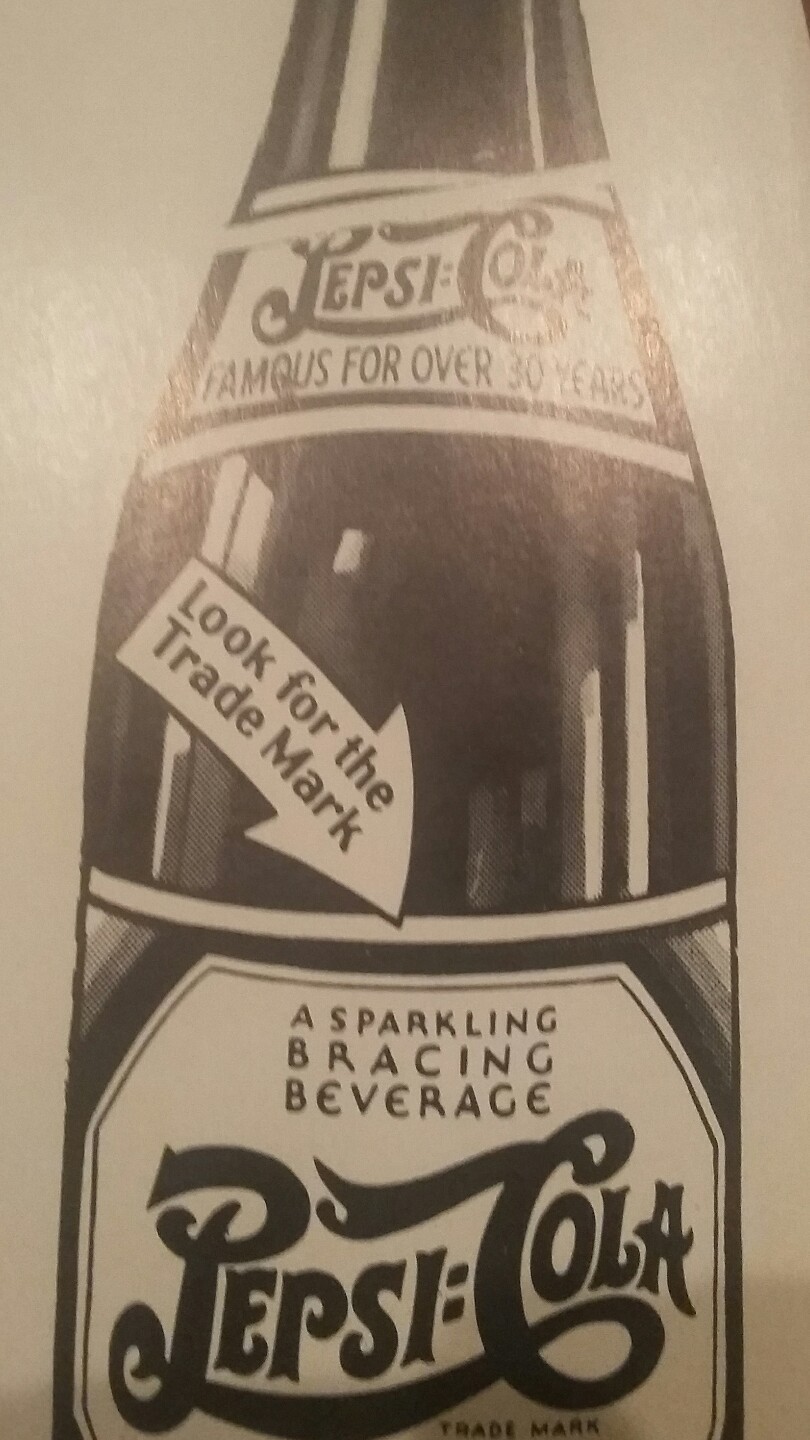 PEPSI=COLA
FAMOUS FOR OVER 30 YEARS
Look for the
Trade Mark
A SPARKLING
BRACING
BEVERAGE
PEPSI=COLA
TRADE MARK